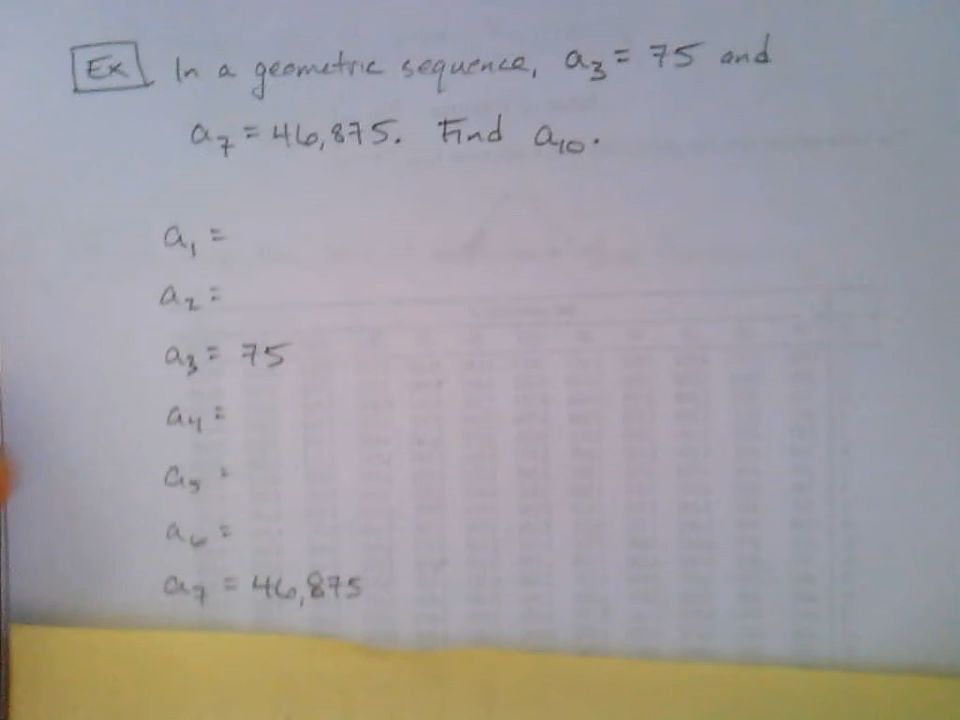 Ex In a geometric sequence, a₃ = 75 and
a₇ = 46,875. Find a₁₀.
a₁ =
a₂ =
a₃ = 75
a₄ =
a₅ =
a₆ =
a₇ = 46,875